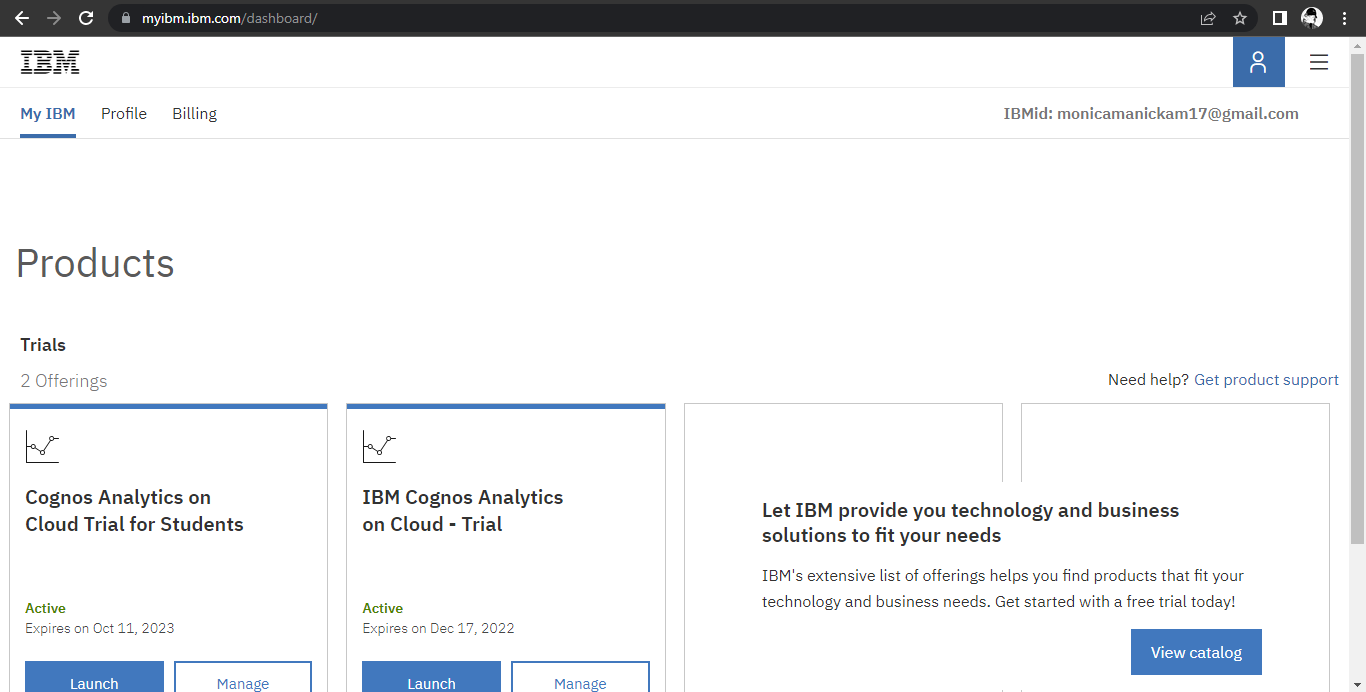 myibm.ibm.com/dashboard/
IBM
My IBM Profile Billing IBMid: monicamanickam17@gmail.com
Products
Trials
2 Offerings
Need help? Get product support
Cognos Analytics on
Cloud Trial for Students
Active
Expires on Oct 11, 2023
Launch Manage
IBM Cognos Analytics
on Cloud - Trial
Active
Expires on Dec 17, 2022
Launch Manage
Let IBM provide you technology and business
solutions to fit your needs
IBM's extensive list of offerings helps you find products that fit your
technology and business needs. Get started with a free trial today!
View catalog